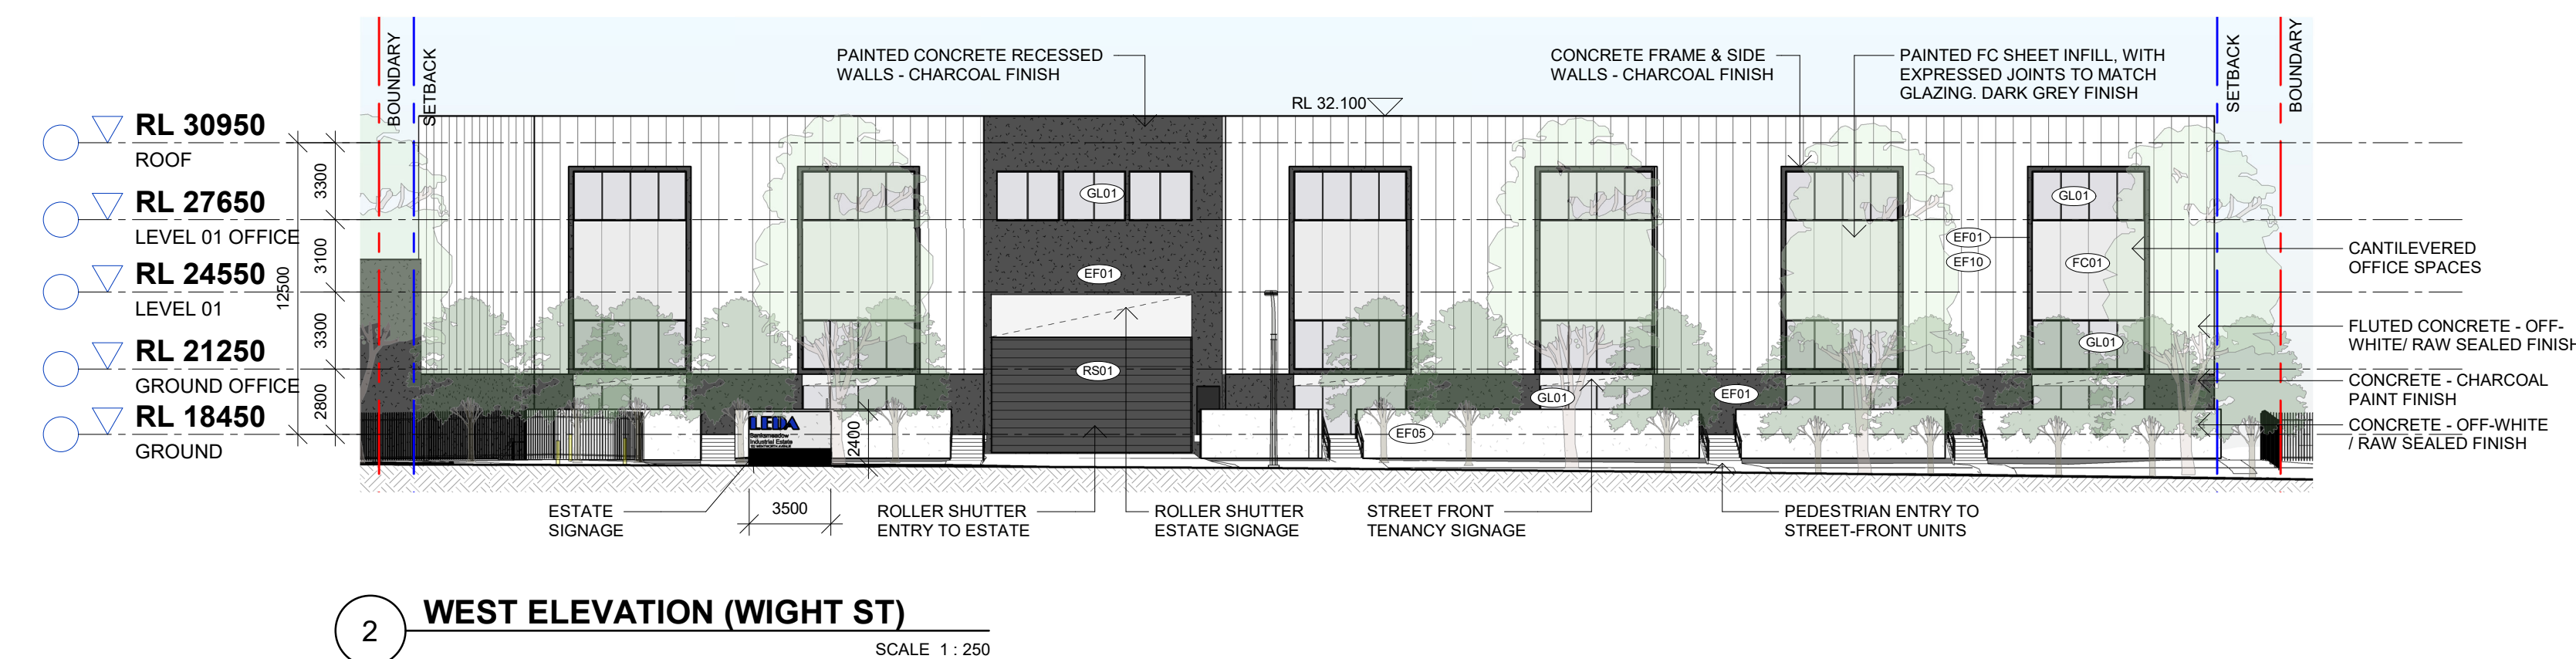 BOUNDARY
SETBACK
PAINTED CONCRETE RECESSED
WALLS - CHARCOAL FINISH
RL 32.100
CONCRETE FRAME & SIDE
WALLS - CHARCOAL FINISH
PAINTED FC SHEET INFILL, WITH
EXPRESSED JOINTS TO MATCH
GLAZING. DARK GREY FINISH
SETBACK
BOUNDARY
RL 30950
ROOF
RL 27650
LEVEL 01 OFFICE
RL 24550
LEVEL 01
RL 21250
GROUND OFFICE
RL 18450
GROUND
12500
3300
3100
3300
2800
GL01
EF01
RS01
GL01
EF01
EF10
FC01
GL01
GL01
EF01
EF05
LEDA
Banksmeadow
Industrial Estate
2400
CANTILEVERED
OFFICE SPACES
FLUTED CONCRETE - OFF-
WHITE/ RAW SEALED FINISH
CONCRETE - CHARCOAL
PAINT FINISH
CONCRETE - OFF-WHITE
/ RAW SEALED FINISH
ESTATE
SIGNAGE
3500
ROLLER SHUTTER
ENTRY TO ESTATE
ROLLER SHUTTER
ESTATE SIGNAGE
STREET FRONT
TENANCY SIGNAGE
PEDESTRIAN ENTRY TO
STREET-FRONT UNITS
2
WEST ELEVATION (WIGHT ST)
SCALE 1 : 250